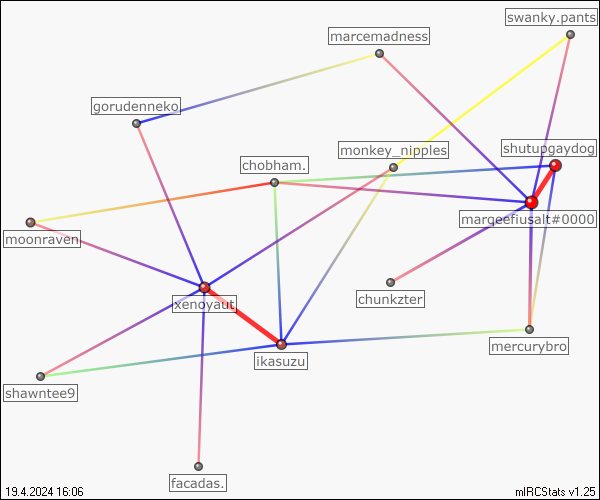 swanky.pants
marcemadness
gorudenneko
monkey_nipples
shutupgaydog
chobham.
marceefiusalt#0000
moonraven
chunkzter
xenoyaut
mercurybro
ikasuzu
shawntee9
facadas.
19.4.2024 16:06
mIRCStats v1.25